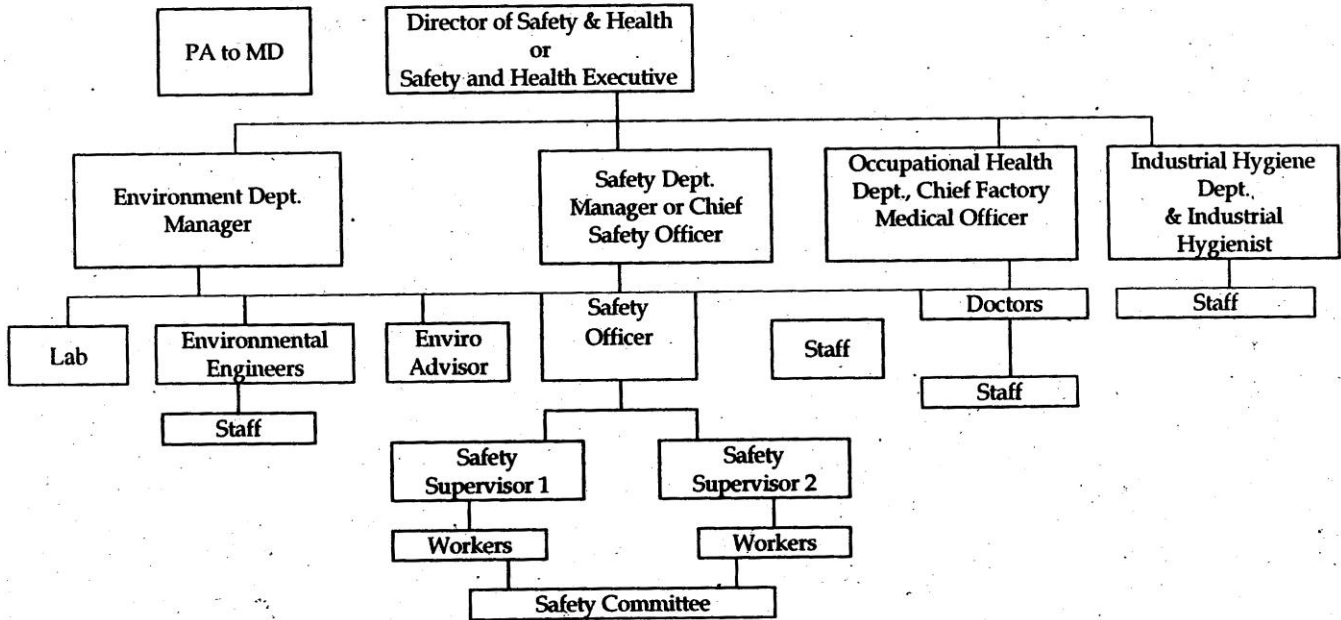 PA to MD
Director of Safety & Health
or
Safety and Health Executive
Environment Dept.
Manager
Safety Dept.
Manager or Chief
Safety Officer
Occupational Health
Dept., Chief Factory
Medical Officer
Industrial Hygiene
Dept.
& Industrial
Hygienist
Lab
Environmental
Engineers
Enviro
Advisor
Safety
Officer
Staff
Doctors
Staff
Staff
Staff
Safety
Supervisor 1
Safety
Supervisor 2
Workers
Workers
Safety Committee